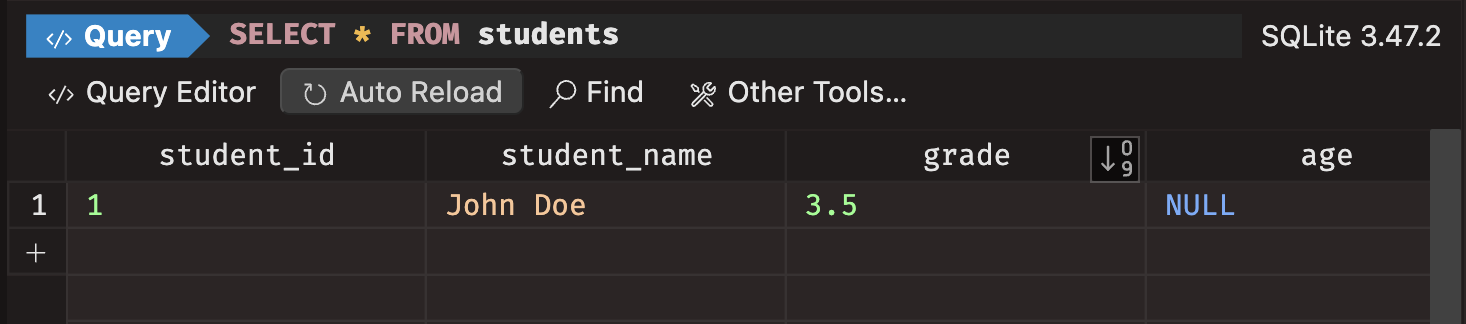 </> Query SELECT * FROM students SQLite 3.47.2
</> Query Editor Auto Reload Find Other Tools...
student_id student_name grade ↓09 age
1 1 John Doe 3.5 NULL
+